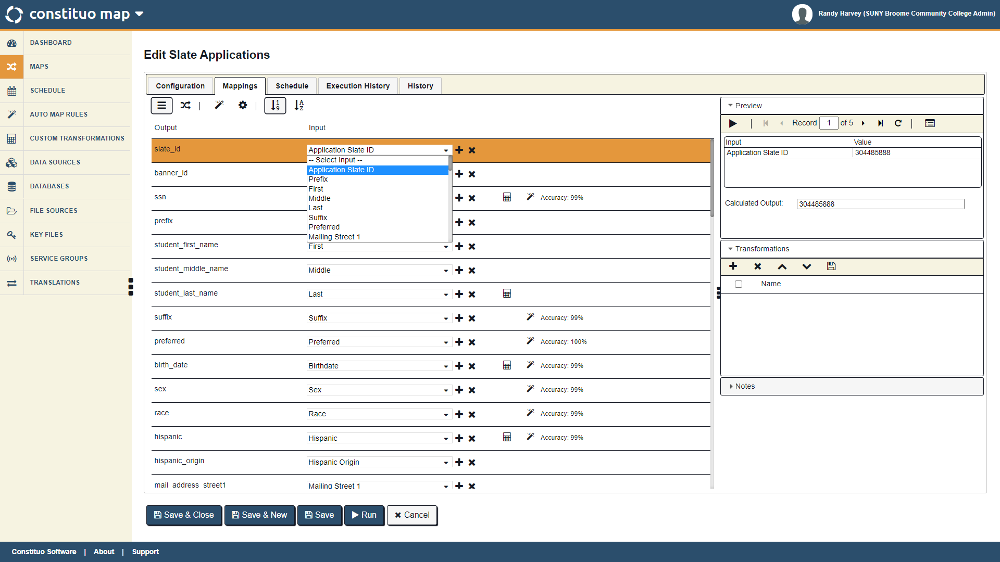 constituo map
Randy Harvey (SUNY Broome Community College Admin)
DASHBOARD
MAPS
SCHEDULE
AUTO MAP RULES
CUSTOM TRANSFORMATIONS
DATA SOURCES
DATABASES
FILE SOURCES
KEY FILES
SERVICE GROUPS
TRANSLATIONS
Edit Slate Applications
Configuration Mappings Schedule Execution History History
Output Input
slate_id Application Slate ID
-- Select Input --
Application Slate ID
Prefix
First
Middle
Last
Suffix
Preferred
Mailing Street 1
banner_id
ssn Accuracy: 99%
prefix
student_first_name First
student_middle_name Middle
student_last_name Last
suffix Suffix Accuracy: 99%
preferred Preferred Accuracy: 100%
birth_date Birthdate Accuracy: 99%
sex Sex Accuracy: 99%
race Race Accuracy: 99%
hispanic Hispanic Accuracy: 99%
hispanic_origin Hispanic Origin
mail_address_street1 Mailing Street 1
Preview
Record 1 of 5
Input Value
Application Slate ID 304485888
Calculated Output: 304485888
Transformations
Name
Notes
Save & Close Save & New Save Run Cancel
Constituo Software | About | Support